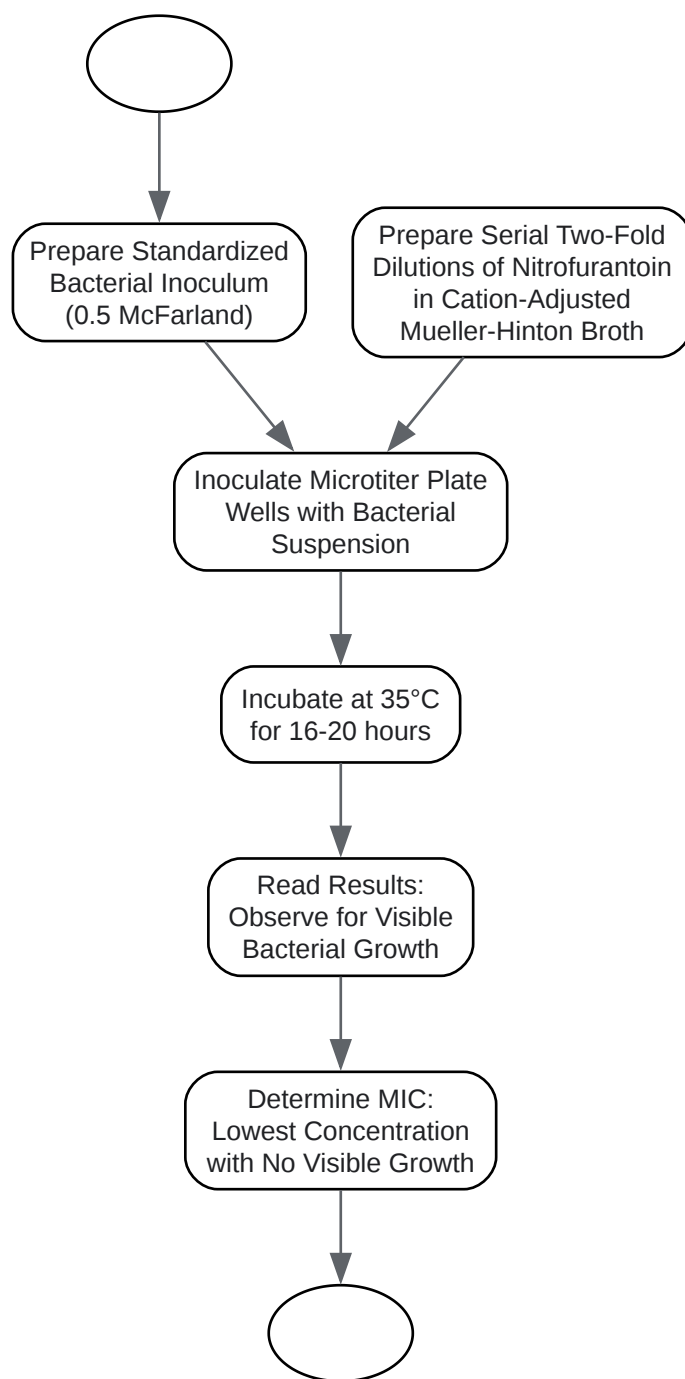 Prepare Standardized
Bacterial Inoculum
(0.5 McFarland)
Prepare Serial Two-Fold
Dilutions of Nitrofurantoin
in Cation-Adjusted
Mueller-Hinton Broth
Inoculate Microtiter Plate
Wells with Bacterial
Suspension
Incubate at 35°C
for 16-20 hours
Read Results:
Observe for Visible
Bacterial Growth
Determine MIC:
Lowest Concentration
with No Visible Growth